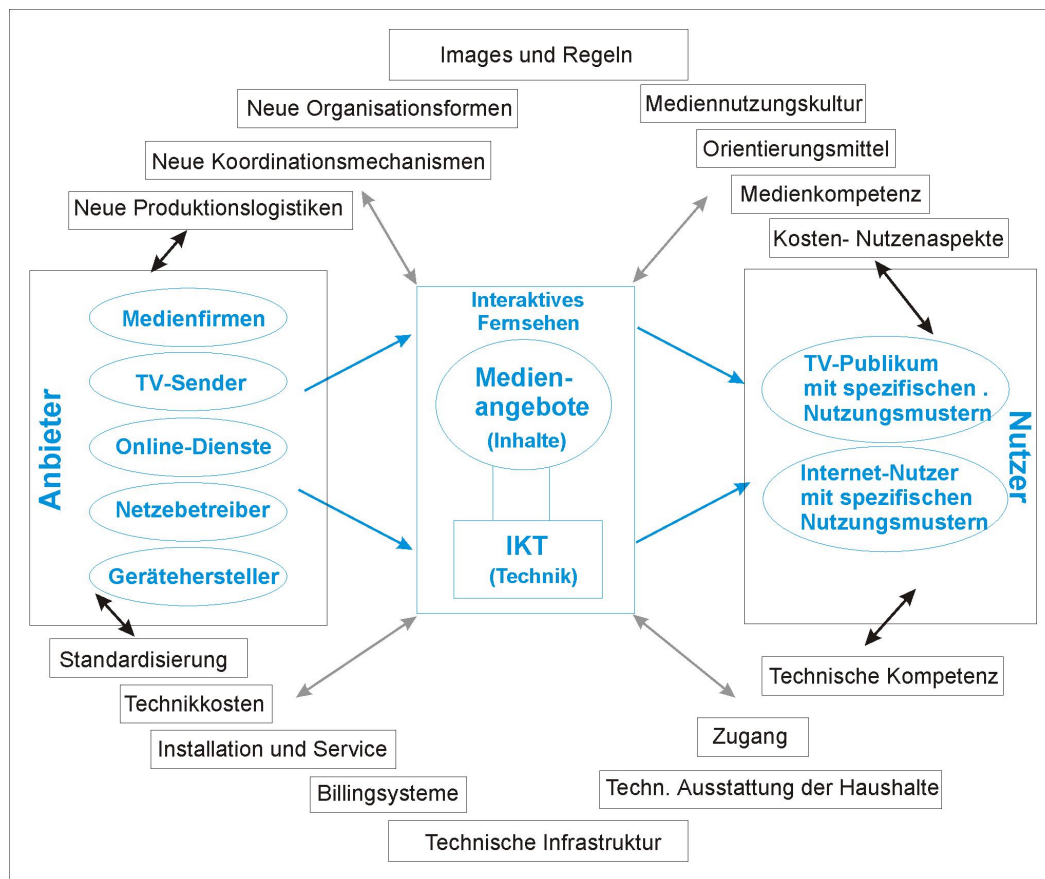 Images und Regeln
Neue Organisationsformen
Mediennutzungskultur
Neue Koordinationsmechanismen
Orientierungsmittel
Neue Produktionslogistiken
Medienkompetenz
Kosten- Nutzenaspekte
Anbieter
Medienfirmen
TV-Sender
Online-Dienste
Netzebetreiber
Gerätehersteller
Interaktives
Fernsehen
Medien-
angebote
(Inhalte)
IKT
(Technik)
TV-Publikum
mit spezifischen .
Nutzungsmustern
Internet-Nutzer
mit spezifischen
Nutzungsmustern
Nutzer
Standardisierung
Technikkosten
Installation und Service
Billingsysteme
Technische Infrastruktur
Technische Kompetenz
Zugang
Techn. Ausstattung der Haushalte